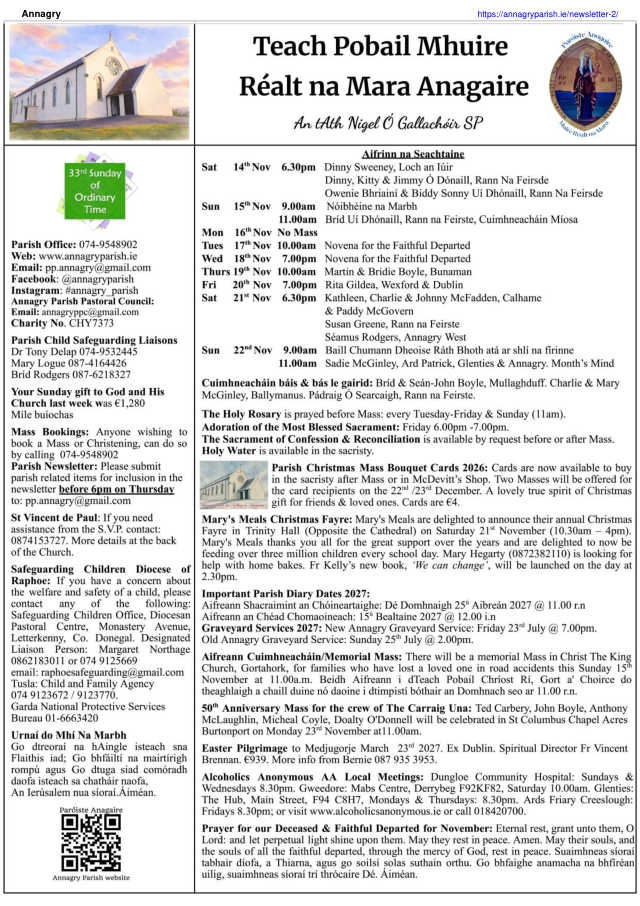 Annagry
https://annagryparish.ie/newsletter-2/
Teach Pobail Mhuire
Réalt na Mara Anagaire
An tAth Nigel Ó Gallachóir SP
Paróiste Anagaire
Muire Réalt na Mara
33rd Sunday
of
Ordinary
Time
Parish Office: 074-9548902
Web: www.annagryparish.ie
Email: pp.annagry@gmail.com
Facebook: @annagryparish
Instagram: #annagry_parish
Annagry Parish Pastoral Council:
Email: annagryppc@gmail.com
Charity No. CHY7373
Parish Child Safeguarding Liaisons
Dr Tony Delap 074-9532445
Mary Logue 087-4164426
Bríd Rodgers 087-6218327
Your Sunday gift to God and His
Church last week was €1,280
Míle buíochas
Mass Bookings: Anyone wishing to
book a Mass or Christening, can do so
by calling 074-9548902
Parish Newsletter: Please submit
parish related items for inclusion in the
newsletter before 6pm on Thursday
to: pp.annagry@gmail.com
St Vincent de Paul: If you need
assistance from the S.V.P. contact:
0874153727. More details at the back
of the Church.
Safeguarding Children Diocese of
Raphoe: If you have a concern about
the welfare and safety of a child, please
contact any of the following:
Safeguarding Children Office, Diocesan
Pastoral Centre, Monastery Avenue,
Letterkenny, Co. Donegal. Designated
Liaison Person: Margaret Northage
0862183011 or 074 9125669
email: raphoesafeguarding@gmail.com
Tusla: Child and Family Agency
074 9123672 / 9123770.
Garda National Protective Services
Bureau 01-6663420
Urnaí do Mhí Na Marbh
Go dtreoraí na hAingle isteach sna
Flaithis iad; Go bhfáiltí na mairtírigh
rompú agus Go dtuga siad comóradh
daofa isteach sa chatháir naofa,
An Ierúsalem nua síoraí.Áiméan.
Paróiste Anagaire
Annagry Parish website
Aifrinn na Seachtaine
Sat 14th Nov 6.30pm Dinny Sweeney, Loch an Iúir
Dinny, Kitty & Jimmy Ó Dónaill, Rann Na Feirsde
Owenie Bhriainí & Biddy Sonny Uí Dhónaill, Rann Na Feirsde
Sun 15th Nov 9.00am Nóibhéine na Marbh
11.00am Bríd Uí Dhónaill, Rann na Feirste, Cuimhneacháin Míosa
Mon 16th Nov No Mass
Tues 17th Nov 10.00am Novena for the Faithful Departed
Wed 18th Nov 7.00pm Novena for the Faithful Departed
Thurs 19th Nov 10.00am Martin & Bridie Boyle, Bunaman
Fri 20th Nov 7.00pm Rita Gildea, Wexford & Dublin
Sat 21st Nov 6.30pm Kathleen, Charlie & Johnny McFadden, Calhame
& Paddy McGovern
Susan Greene, Rann na Feirste
Séamus Rodgers, Annagry West
Sun 22nd Nov 9.00am Baill Chumann Dheoise Ráth Bhoth atá ar shlí na fírinne
11.00am Sadie McGinley, Ard Patrick, Glenties & Annagry. Month's Mind
Cuimhneacháin báis & bás le gairid: Bríd & Seán-John Boyle, Mullaghduff. Charlie & Mary
McGinley, Ballymanus. Pádraig Ó Searcaigh, Rann na Feirste.
The Holy Rosary is prayed before Mass: every Tuesday-Friday & Sunday (11am).
Adoration of the Most Blessed Sacrament: Friday 6.00pm -7.00pm.
The Sacrament of Confession & Reconciliation is available by request before or after Mass.
Holy Water is available in the sacristy.
Parish Christmas Mass Bouquet Cards 2026: Cards are now available to buy
in the sacristy after Mass or in McDevitt's Shop. Two Masses will be offered for
the card recipients on the 22nd /23rd December. A lovely true spirit of Christmas
gift for friends & loved ones. Cards are €4.
Mary's Meals Christmas Fayre: Mary's Meals are delighted to announce their annual Christmas
Fayre in Trinity Hall (Opposite the Cathedral) on Saturday 21st November (10.30am – 4pm).
Mary's Meals thanks you all for the great support over the years and are delighted to now be
feeding over three million children every school day. Mary Hegarty (0872382110) is looking for
help with home bakes. Fr Kelly's new book, 'We can change', will be launched on the day at
2.30pm.
Important Parish Diary Dates 2027:
Aifreann Shacraimint an Chóineartaighe: Dé Domhnaigh 25ú Aibreán 2027 @ 11.00 r.n
Aifreann an Chéad Chomaoineach: 15ú Bealtaine 2027 @ 12.00 i.n
Graveyard Services 2027: New Annagry Graveyard Service: Friday 23rd July @ 7.00pm.
Old Annagry Graveyard Service: Sunday 25th July @ 2.00pm.
Aifreann Cuimhneacháin/Memorial Mass: There will be a memorial Mass in Christ The King
Church, Gortahork, for families who have lost a loved one in road accidents this Sunday 15th
November at 11.00a.m. Beidh Aifreann i dTeach Pobail Chríost Rí, Gort a' Choirce do
theaghlaigh a chaill duine nó daoine i dtimpistí bóthair an Domhnach seo ar 11.00 r.n.
50th Anniversary Mass for the crew of The Carraig Una: Ted Carbery, John Boyle, Anthony
McLaughlin, Micheal Coyle, Doalty O'Donnell will be celebrated in St Columbus Chapel Acres
Burtonport on Monday 23rd November at11.00am.
Easter Pilgrimage to Medjugorje March 23rd 2027. Ex Dublin. Spiritual Director Fr Vincent
Brennan. €939. More info from Bernie 087 935 3953.
Alcoholics Anonymous AA Local Meetings: Dungloe Community Hospital: Sundays &
Wednesdays 8.30pm. Gweedore: Mabs Centre, Derrybeg F92KF82, Saturday 10.00am. Glenties:
The Hub, Main Street, F94 C8H7, Mondays & Thursdays: 8.30pm. Ards Friary Creeslough:
Fridays 8.30pm; or visit www.alcoholicsanonymous.ie or call 018420700.
Prayer for our Deceased & Faithful Departed for November: Eternal rest, grant unto them, O
Lord: and let perpetual light shine upon them. May they rest in peace. Amen. May their souls, and
the souls of all the faithful departed, through the mercy of God, rest in peace. Suaimhneas síoraí
tabhair díofa, a Thiarna, agus go soilsí solas suthain orthu. Go bhfaighe anamacha na bhfíréan
uilig, suaimhneas síoraí trí thrócaire Dé. Áiméan.